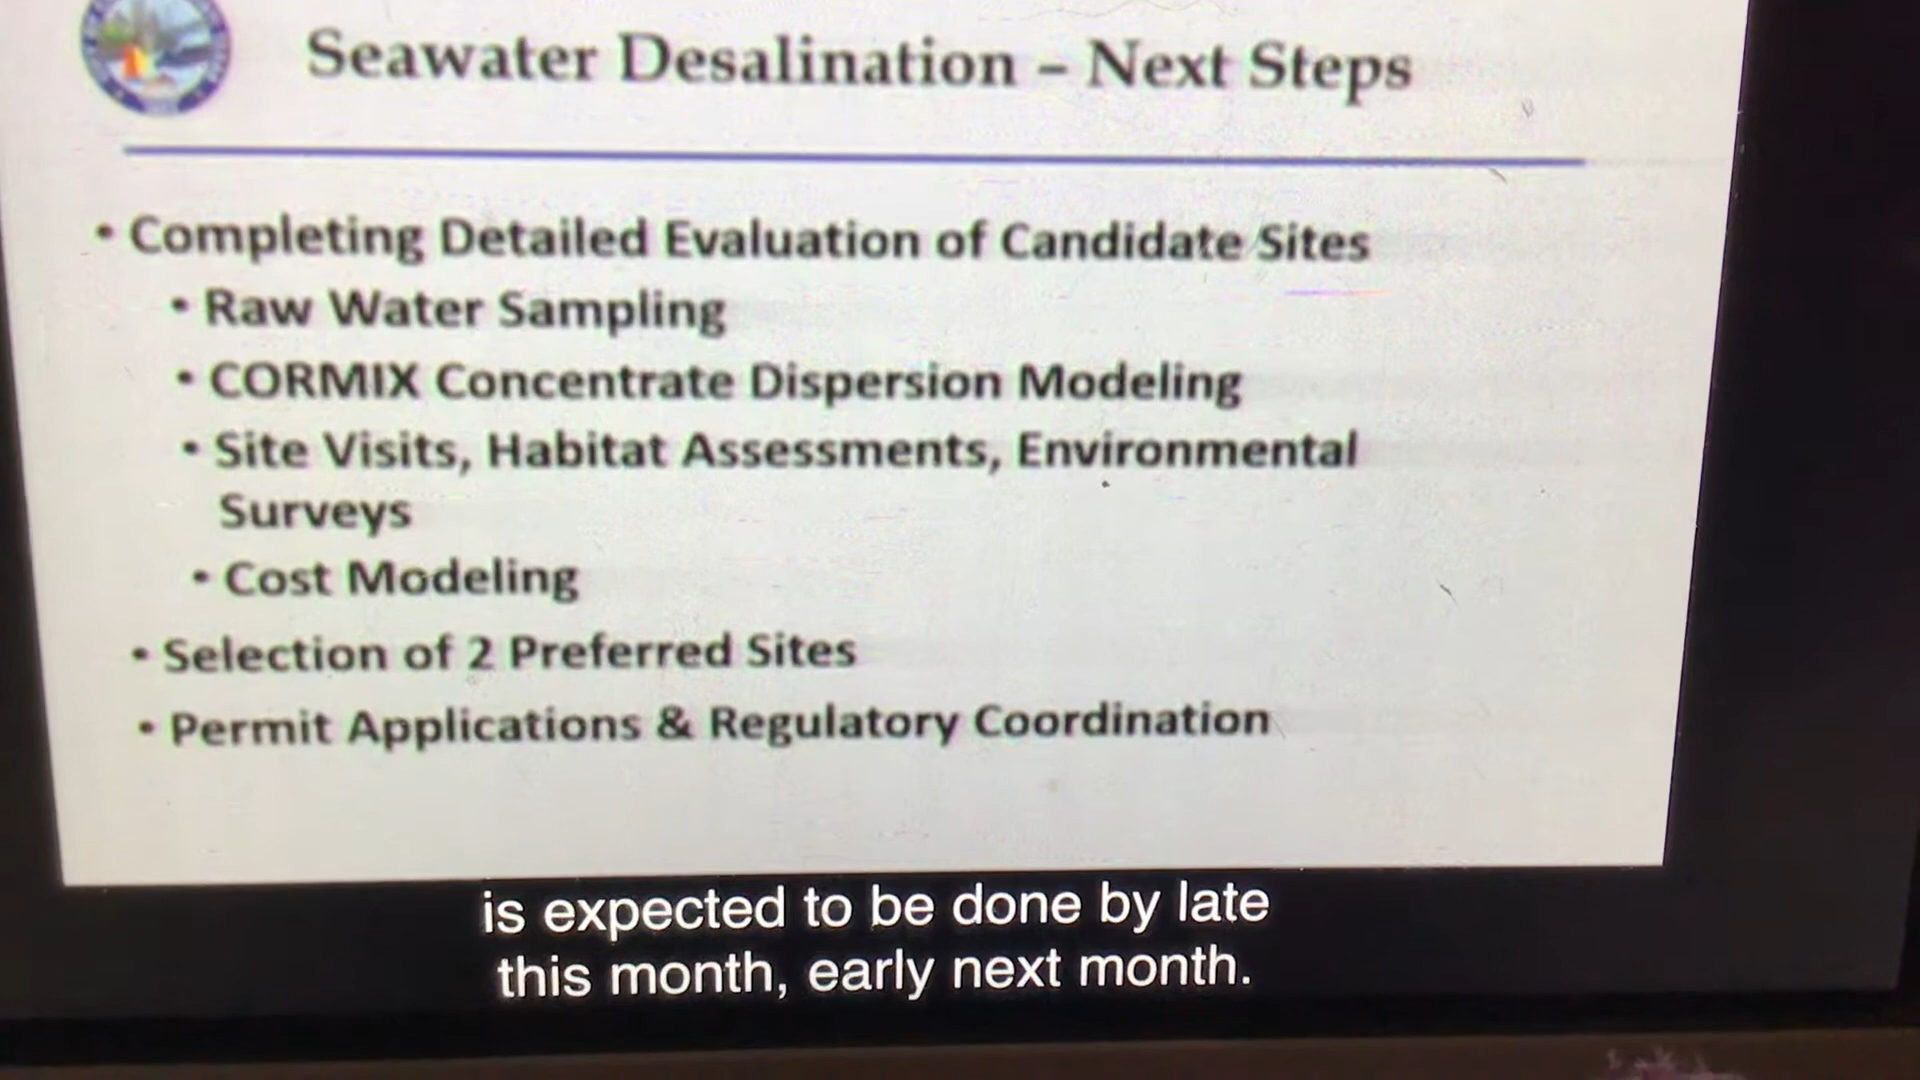 Seawater Desalination – Next Steps
• Completing Detailed Evaluation of Candidate Sites
• Raw Water Sampling
• CORMIX Concentrate Dispersion Modeling
• Site Visits, Habitat Assessments, Environmental
Surveys
• Cost Modeling
• Selection of 2 Preferred Sites
• Permit Applications & Regulatory Coordination
is expected to be done by late
this month, early next month.